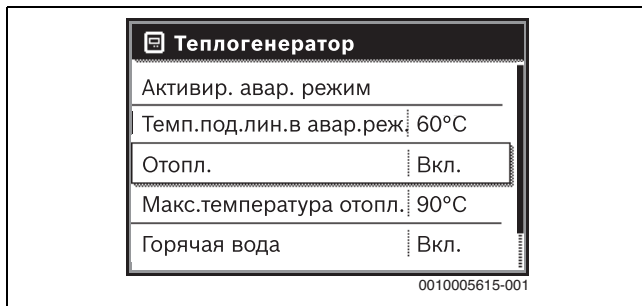 Теплогенератор
Активир. авар. режим
Темп.под.лин.в авар.реж. 60°C
Отопл. Вкл.
Макс.температура отопл. 90°C
Горячая вода Вкл.
0010005615-001